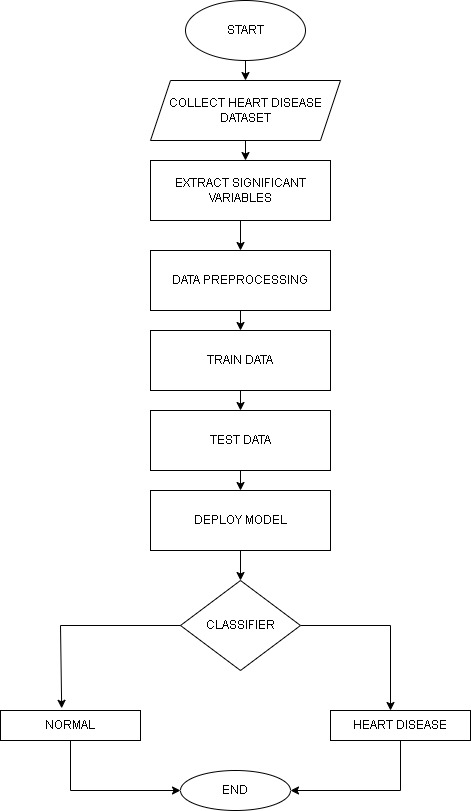 START
COLLECT HEART DISEASE
DATASET
EXTRACT SIGNIFICANT
VARIABLES
DATA PREPROCESSING
TRAIN DATA
TEST DATA
DEPLOY MODEL
CLASSIFIER
NORMAL
HEART DISEASE
END